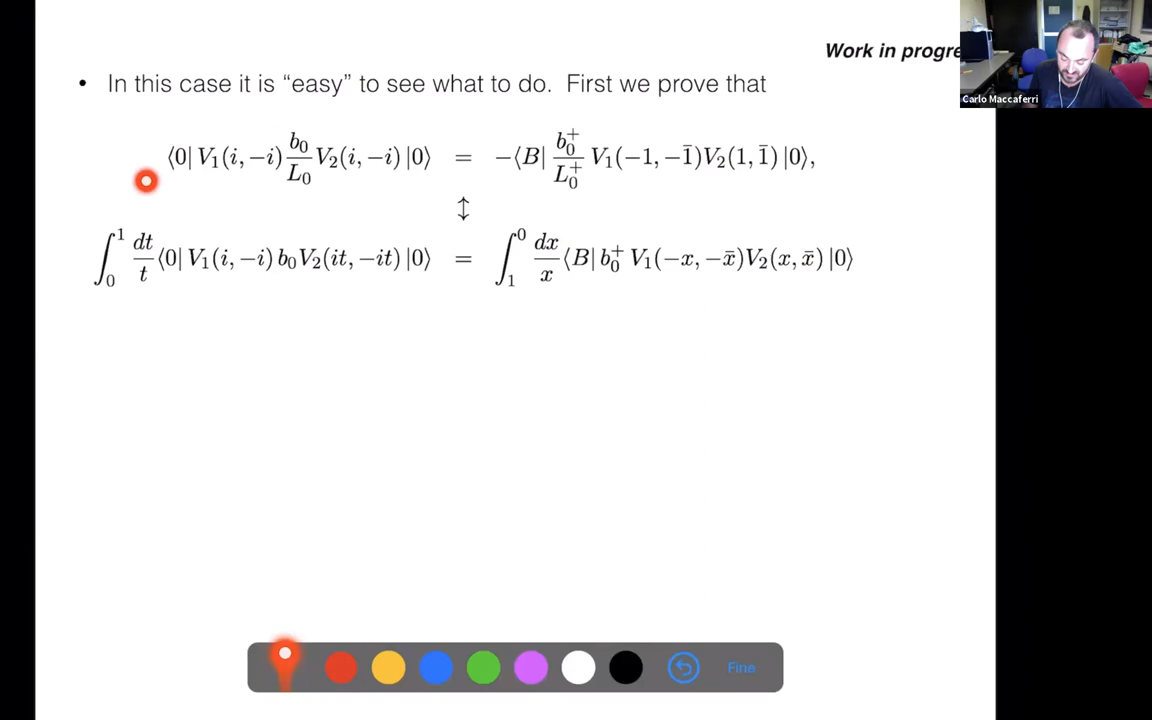 Work in progre
• In this case it is “easy” to see what to do. First we prove that
Carlo Maccaferri
⟨0| V₁(i, −i) b₀/L₀ V₂(i, −i) |0⟩ = −⟨B| b₀⁺/L₀⁺ V₁(−1, −1̄)V₂(1, 1̄) |0⟩,
↕
∫₀¹ dt/t ⟨0| V₁(i, −i) b₀V₂(it, −it) |0⟩ = ∫₁⁰ dx/x ⟨B| b₀⁺ V₁(−x, −x̄)V₂(x, x̄) |0⟩
Fine